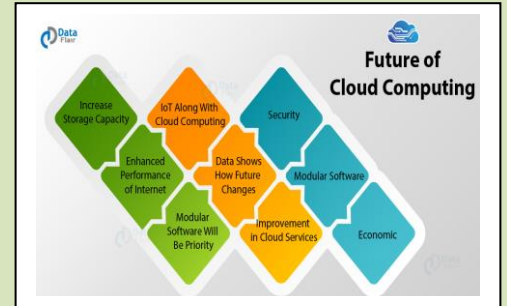 Data
Flair
Future of
Cloud Computing
Increase
Storage Capacity
IoT Along With
Cloud Computing
Security
Enhanced
Performance
of Internet
Data Shows
How Future
Changes
Modular Software
Modular
Software Will
Be Priority
Improvement
in Cloud Services
Economic